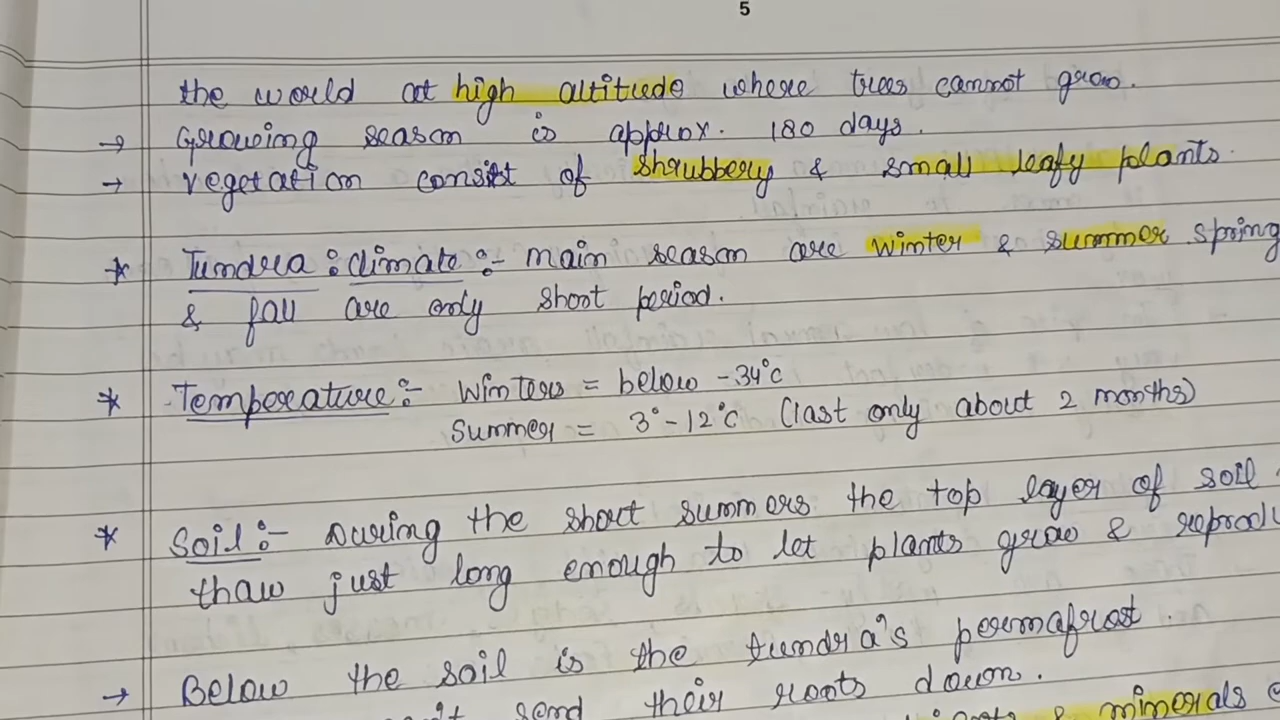 5
the world at high altitude where trees cannot grow.
→ Growing season is approx. 180 days.
→ vegetation consist of shrubbery & small leafy plants.
* Tundra : climate :- main season are winter & summer spring
& fall are only short period.
* Temperature :- Winters = below -34°C
Summer = 3°-12°C (last only about 2 months)
* Soil :- During the short summers the top layer of soil
thaw just long enough to let plants grow &
→ Below the soil is the tundra's permafrost.
send their roots down.
& minerals